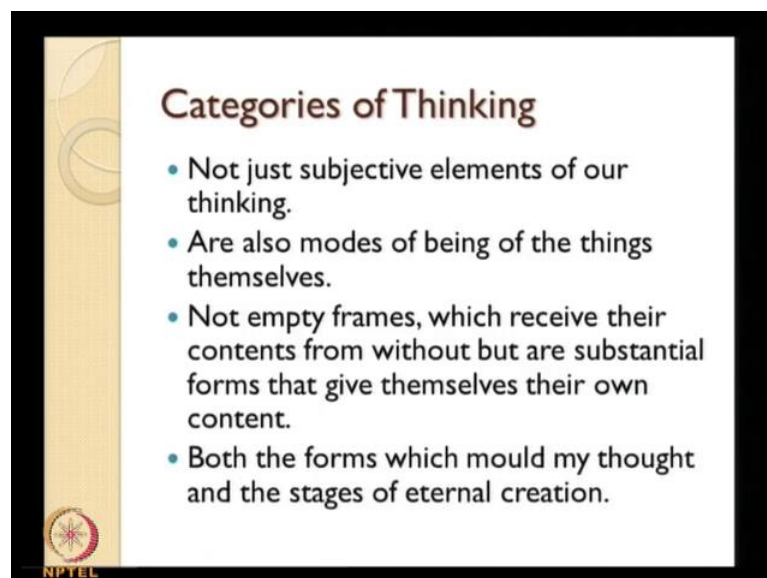 Categories of Thinking
• Not just subjective elements of our
thinking.
• Are also modes of being of the things
themselves.
• Not empty frames, which receive their
contents from without but are substantial
forms that give themselves their own
content.
• Both the forms which mould my thought
and the stages of eternal creation.
NPTEL